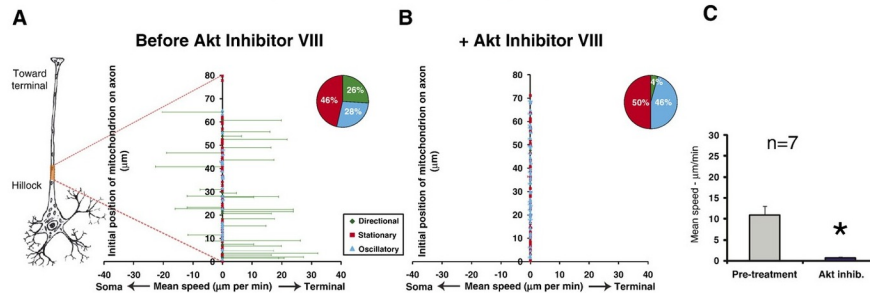 A
Before Akt Inhibitor VIII
Toward
terminal
Hillock
Initial position of mitochondrion on axon
(µm)
80
70
60
50
40
30
20
10
0
46%
26%
28%
Directional
Stationary
Oscillatory
-40 -30 -20 -10 0 10 20 30 40
Soma Mean speed (µm per min) Terminal
B
+ Akt Inhibitor VIII
Initial position of mitochondrion on axon
(µm)
80
70
60
50
40
30
20
10
0
4%
50%
46%
-40 -30 -20 -10 0 10 20 30 40
Soma Mean speed (µm per min) Terminal
C
n=7
Mean speed - µm/min
30
25
20
15
10
5
0
*
Pre-treatment Akt inhib.